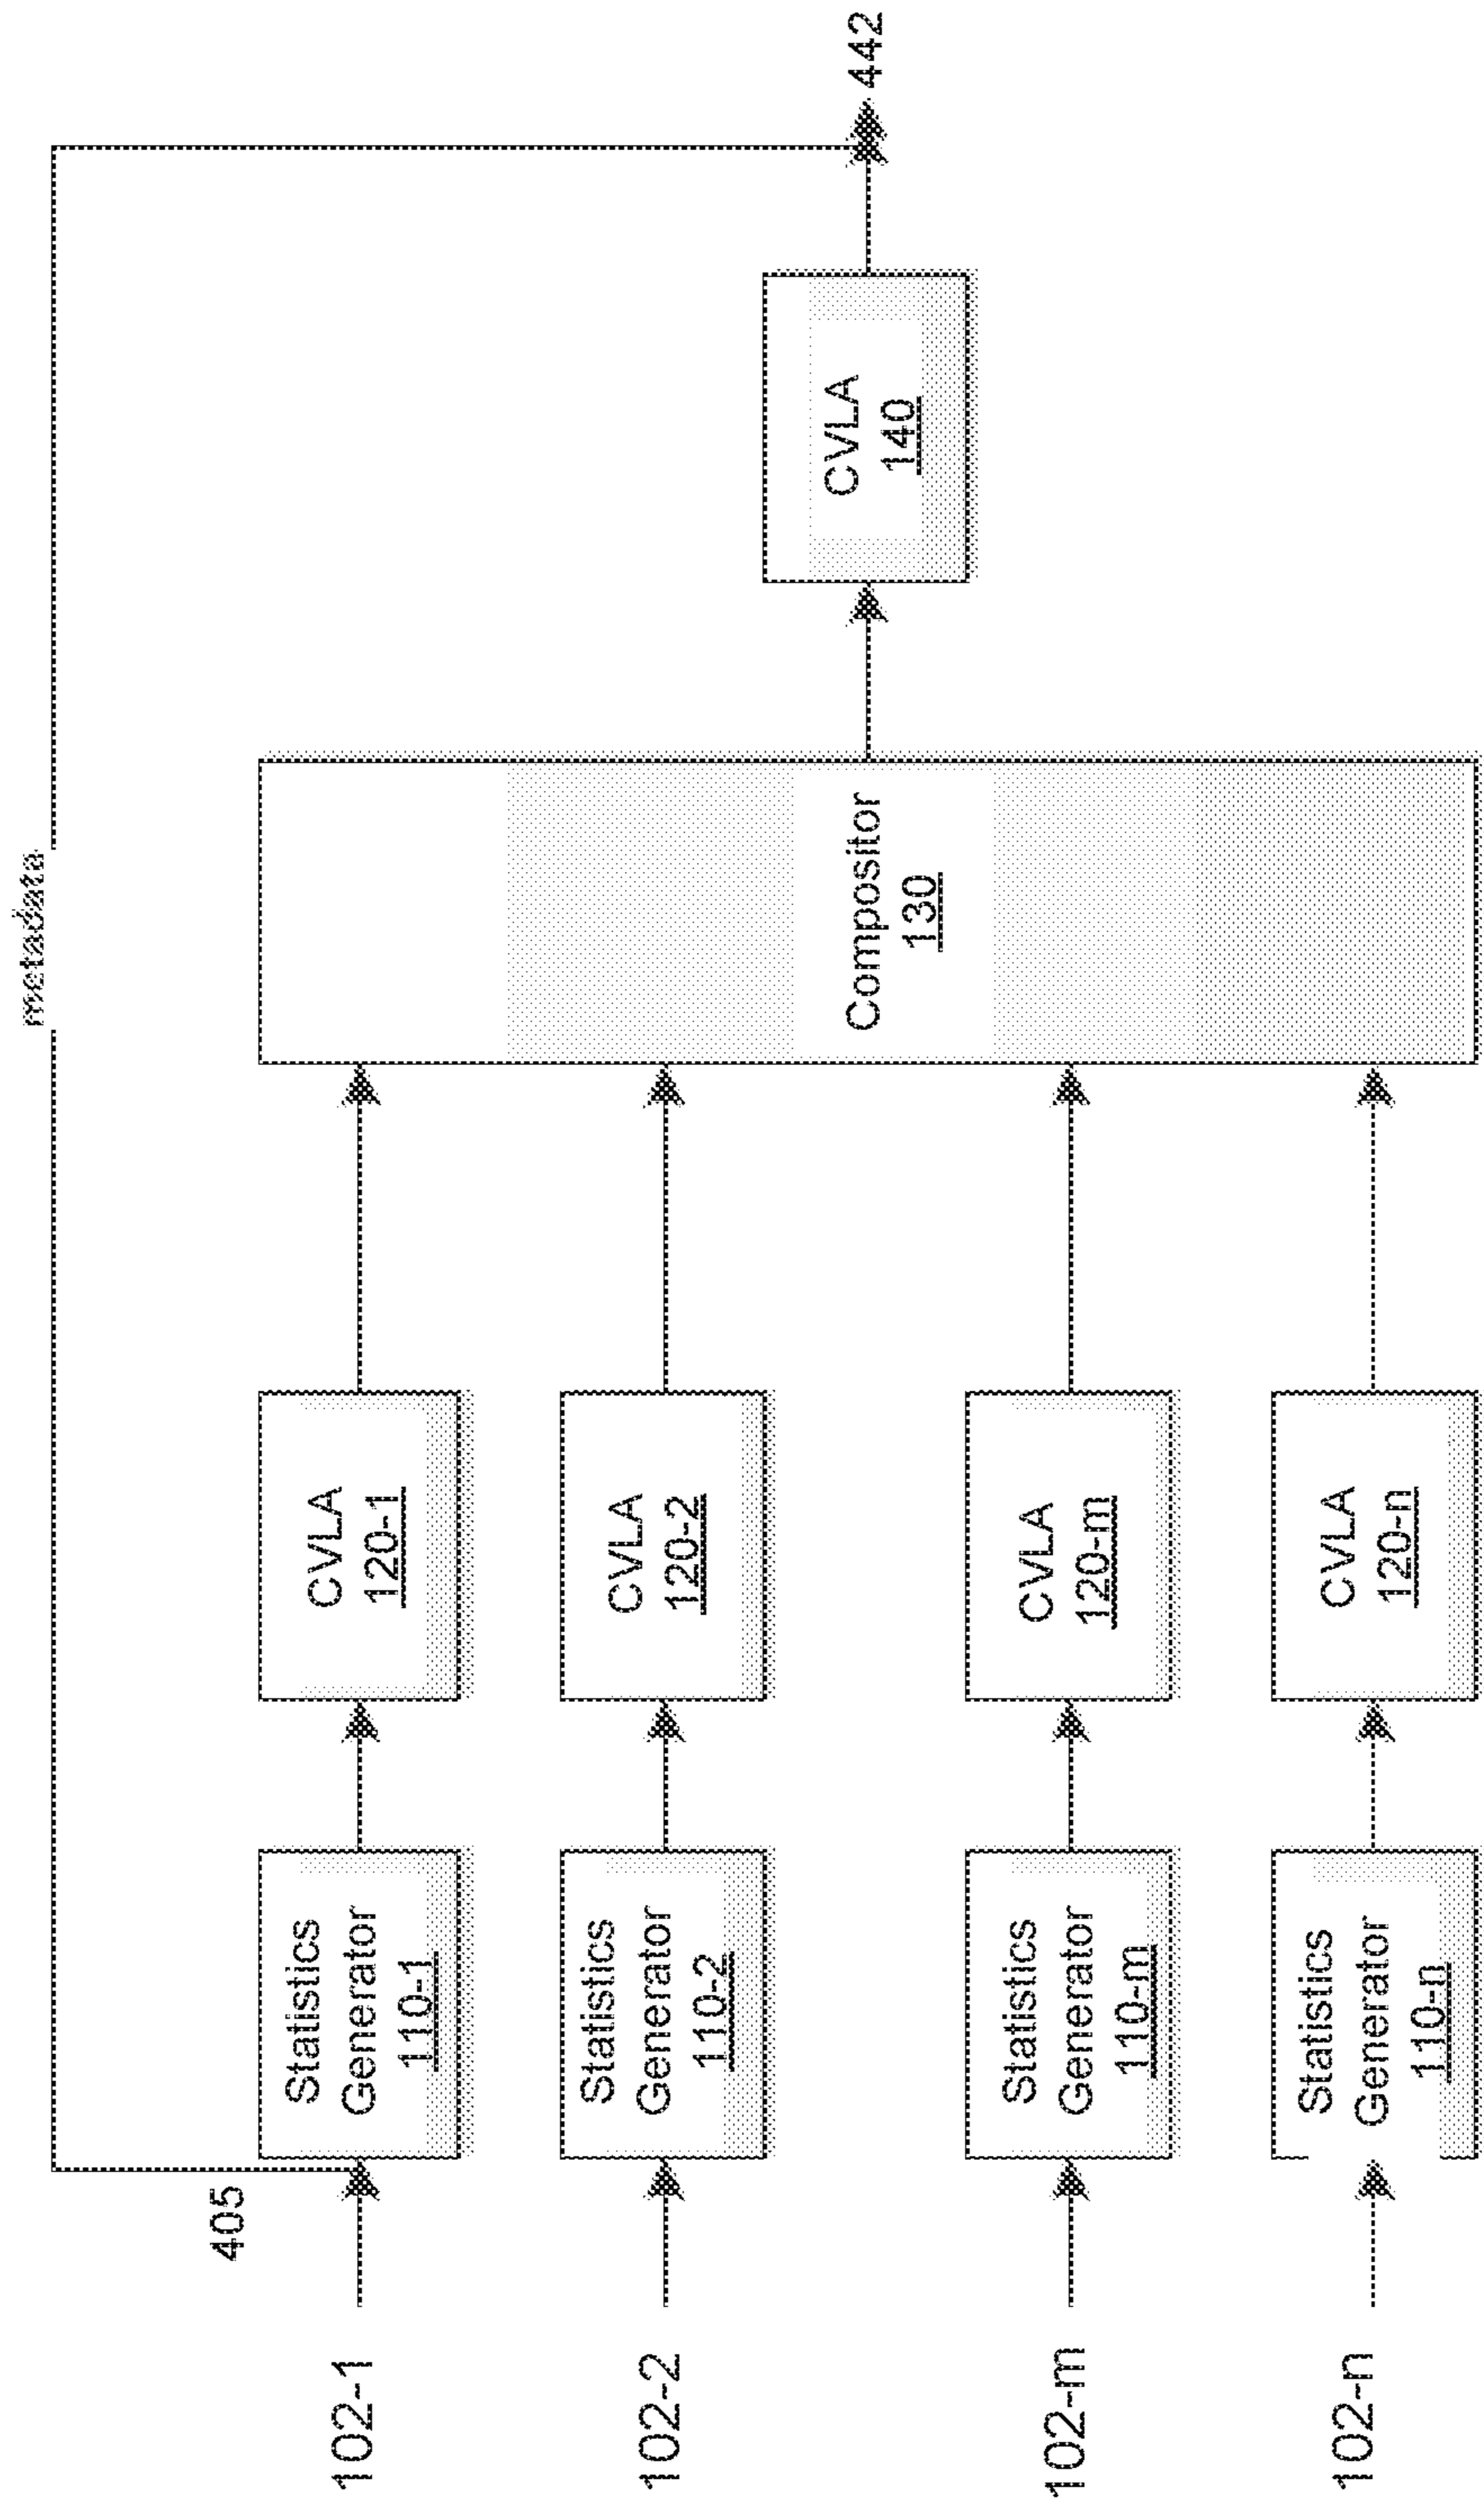 metadata
405
442
102-1
Statistics
Generator
110-1
CVLA
120-1
102-2
Statistics
Generator
110-2
CVLA
120-2
Compositor
130
CVLA
140
102-m
Statistics
Generator
110-m
CVLA
120-m
102-n
Statistics
Generator
110-n
CVLA
120-n